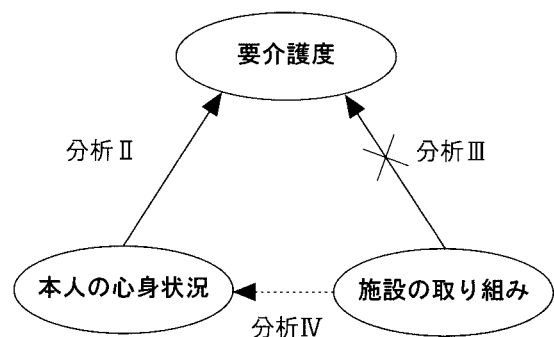 要介護度
分析Ⅱ
分析Ⅲ
本人の心身状況
施設の取り組み
分析Ⅳ